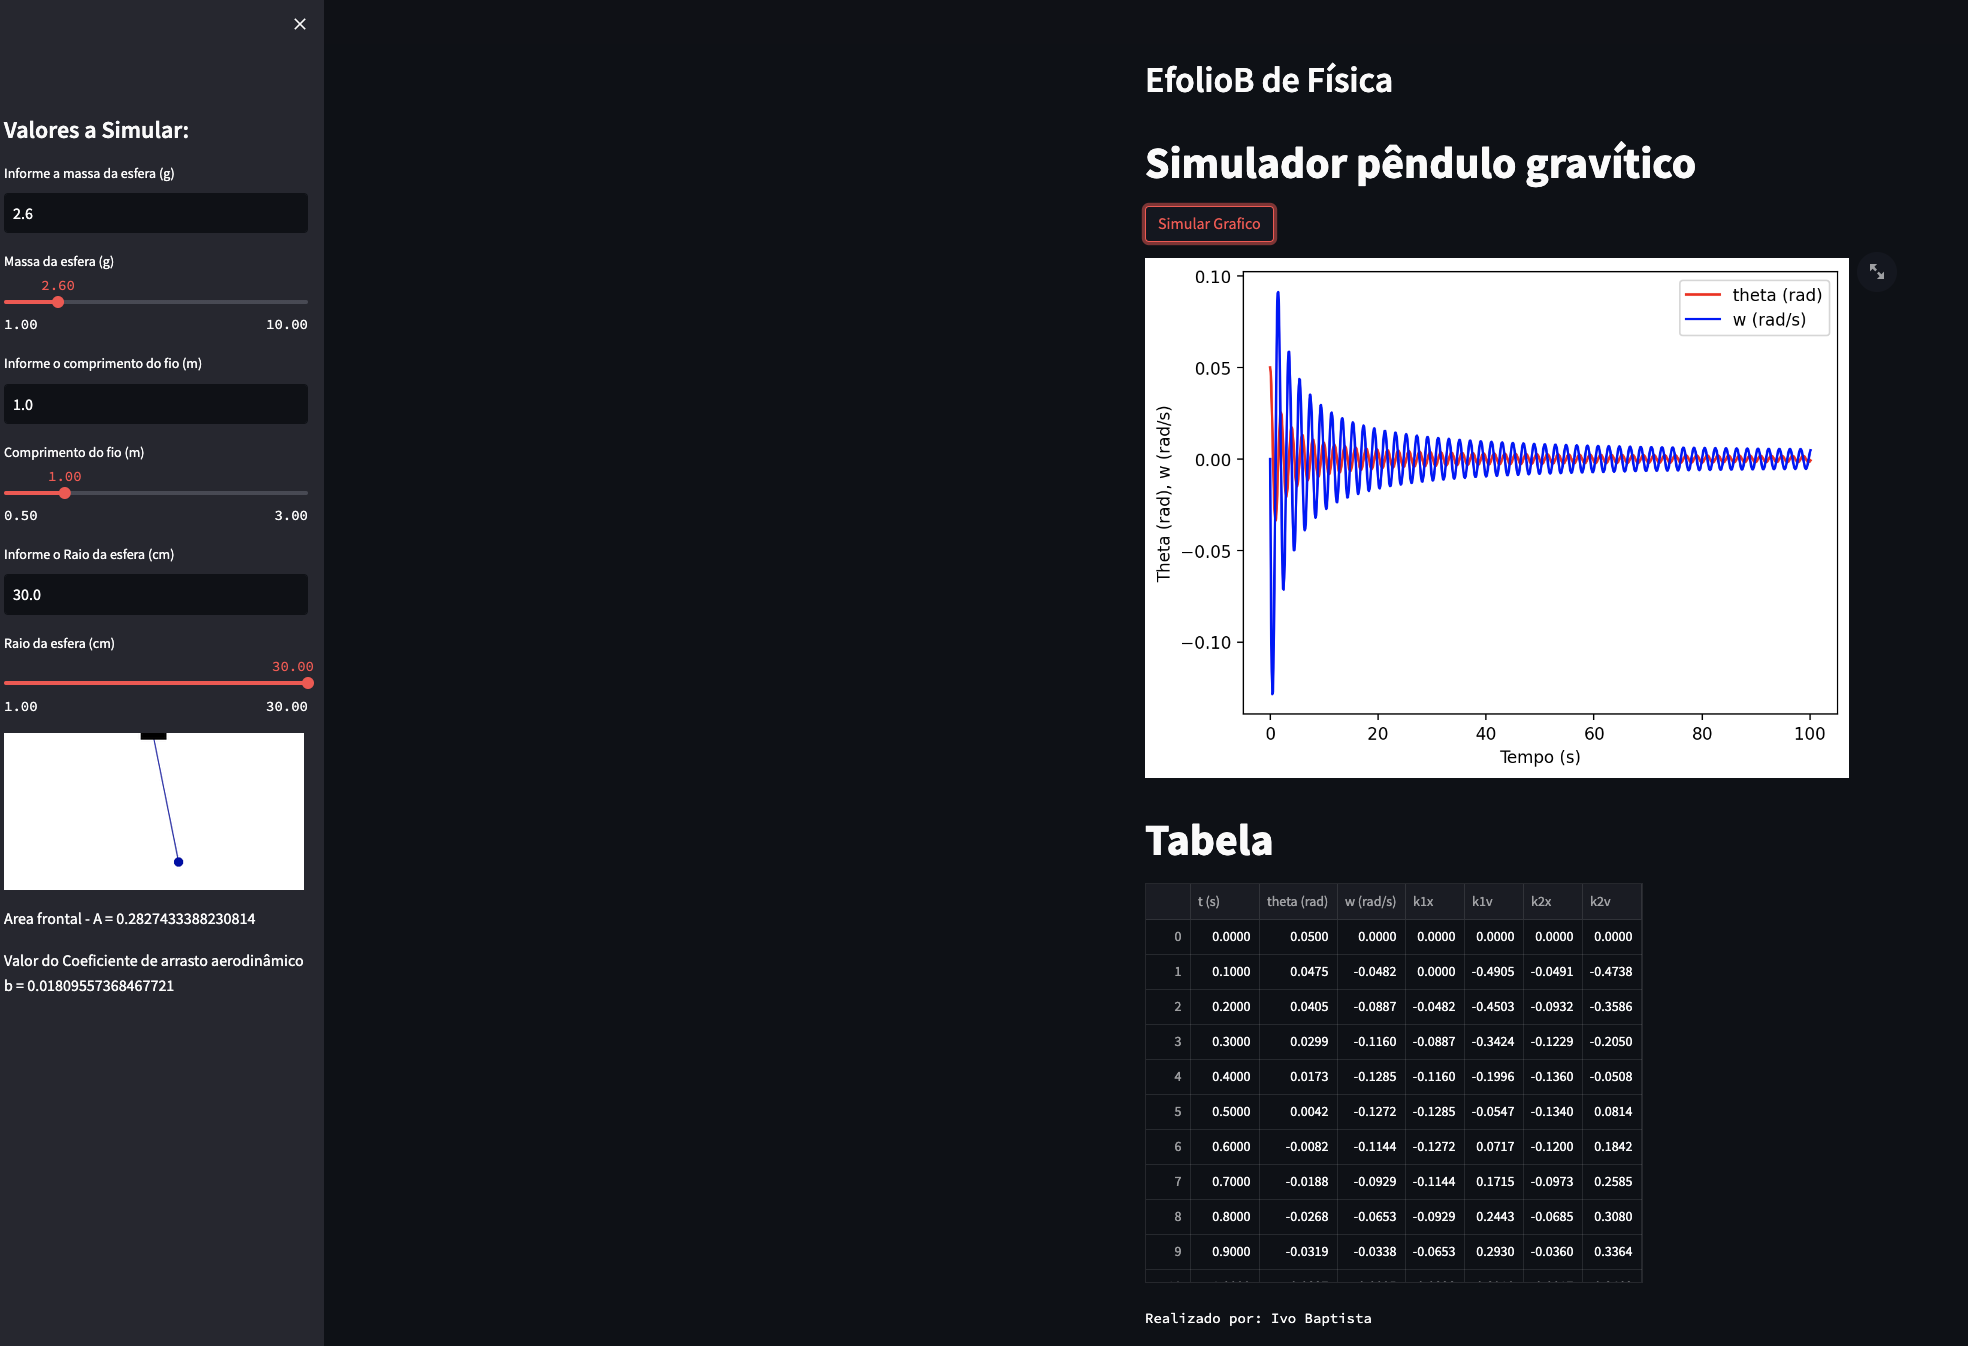 Valores a Simular:
Informe a massa da esfera (g)
2.6
Massa da esfera (g)
2.60
1.00 10.00
Informe o comprimento do fio (m)
1.0
Comprimento do fio (m)
1.00
0.50 3.00
Informe o Raio da esfera (cm)
30.0
Raio da esfera (cm)
30.00
1.00 30.00
Area frontal - A = 0.2827433388230814
Valor do Coeficiente de arrasto aerodinâmico
b = 0.01809557368467721
EfolioB de Física
Simulador pêndulo gravítico
Simular Grafico
theta (rad)
w (rad/s)
0.10
0.05
0.00
−0.05
−0.10
Theta (rad), w (rad/s)
0 20 40 60 80 100
Tempo (s)
Tabela
t (s) theta (rad) w (rad/s) k1x k1v k2x k2v
0 0.0000 0.0500 0.0000 0.0000 0.0000 0.0000 0.0000
1 0.1000 0.0475 -0.0482 0.0000 -0.4905 -0.0491 -0.4738
2 0.2000 0.0405 -0.0887 -0.0482 -0.4503 -0.0932 -0.3586
3 0.3000 0.0299 -0.1160 -0.0887 -0.3424 -0.1229 -0.2050
4 0.4000 0.0173 -0.1285 -0.1160 -0.1996 -0.1360 -0.0508
5 0.5000 0.0042 -0.1272 -0.1285 -0.0547 -0.1340 0.0814
6 0.6000 -0.0082 -0.1144 -0.1272 0.0717 -0.1200 0.1842
7 0.7000 -0.0188 -0.0929 -0.1144 0.1715 -0.0973 0.2585
8 0.8000 -0.0268 -0.0653 -0.0929 0.2443 -0.0685 0.3080
9 0.9000 -0.0319 -0.0338 -0.0653 0.2930 -0.0360 0.3364
Realizado por: Ivo Baptista